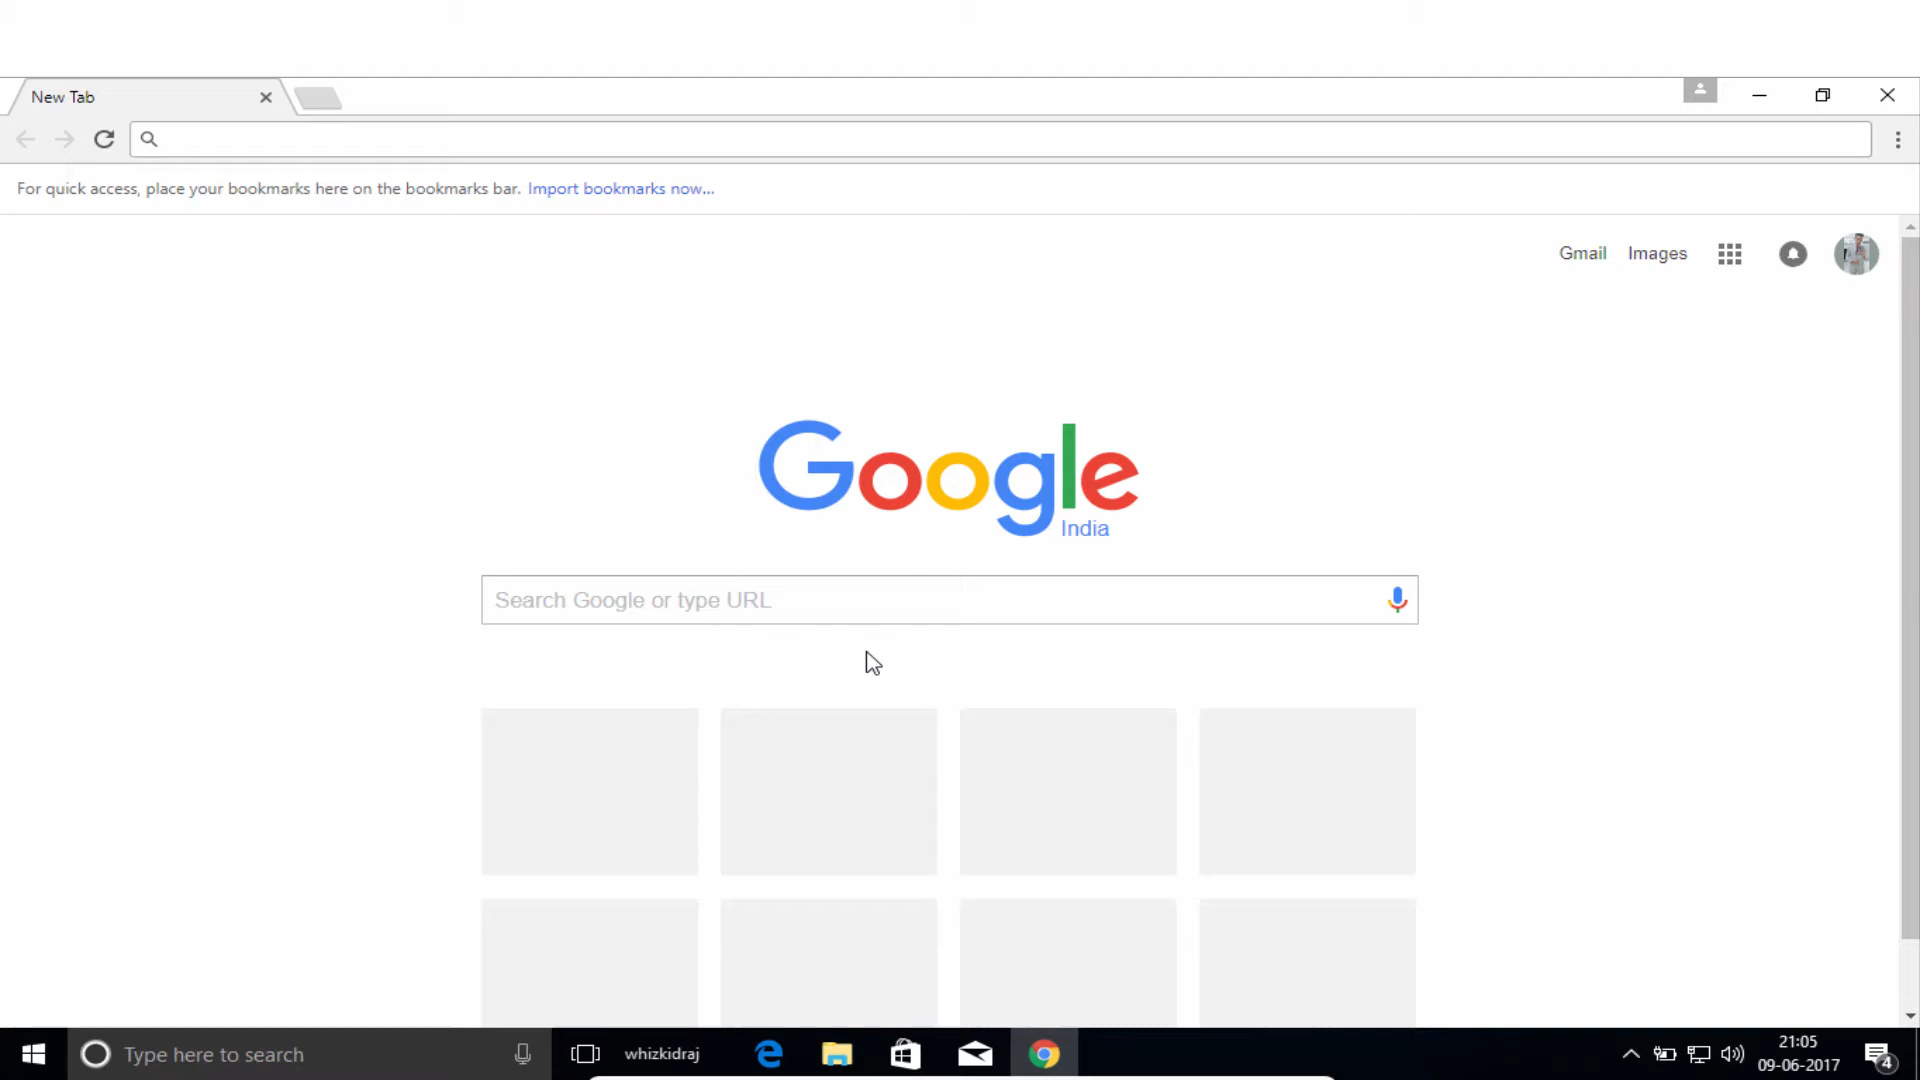 New Tab
For quick access, place your bookmarks here on the bookmarks bar. Import bookmarks now...
Gmail Images
Google
India
Search Google or type URL
Type here to search
whizkidraj
21:05
09-06-2017
4